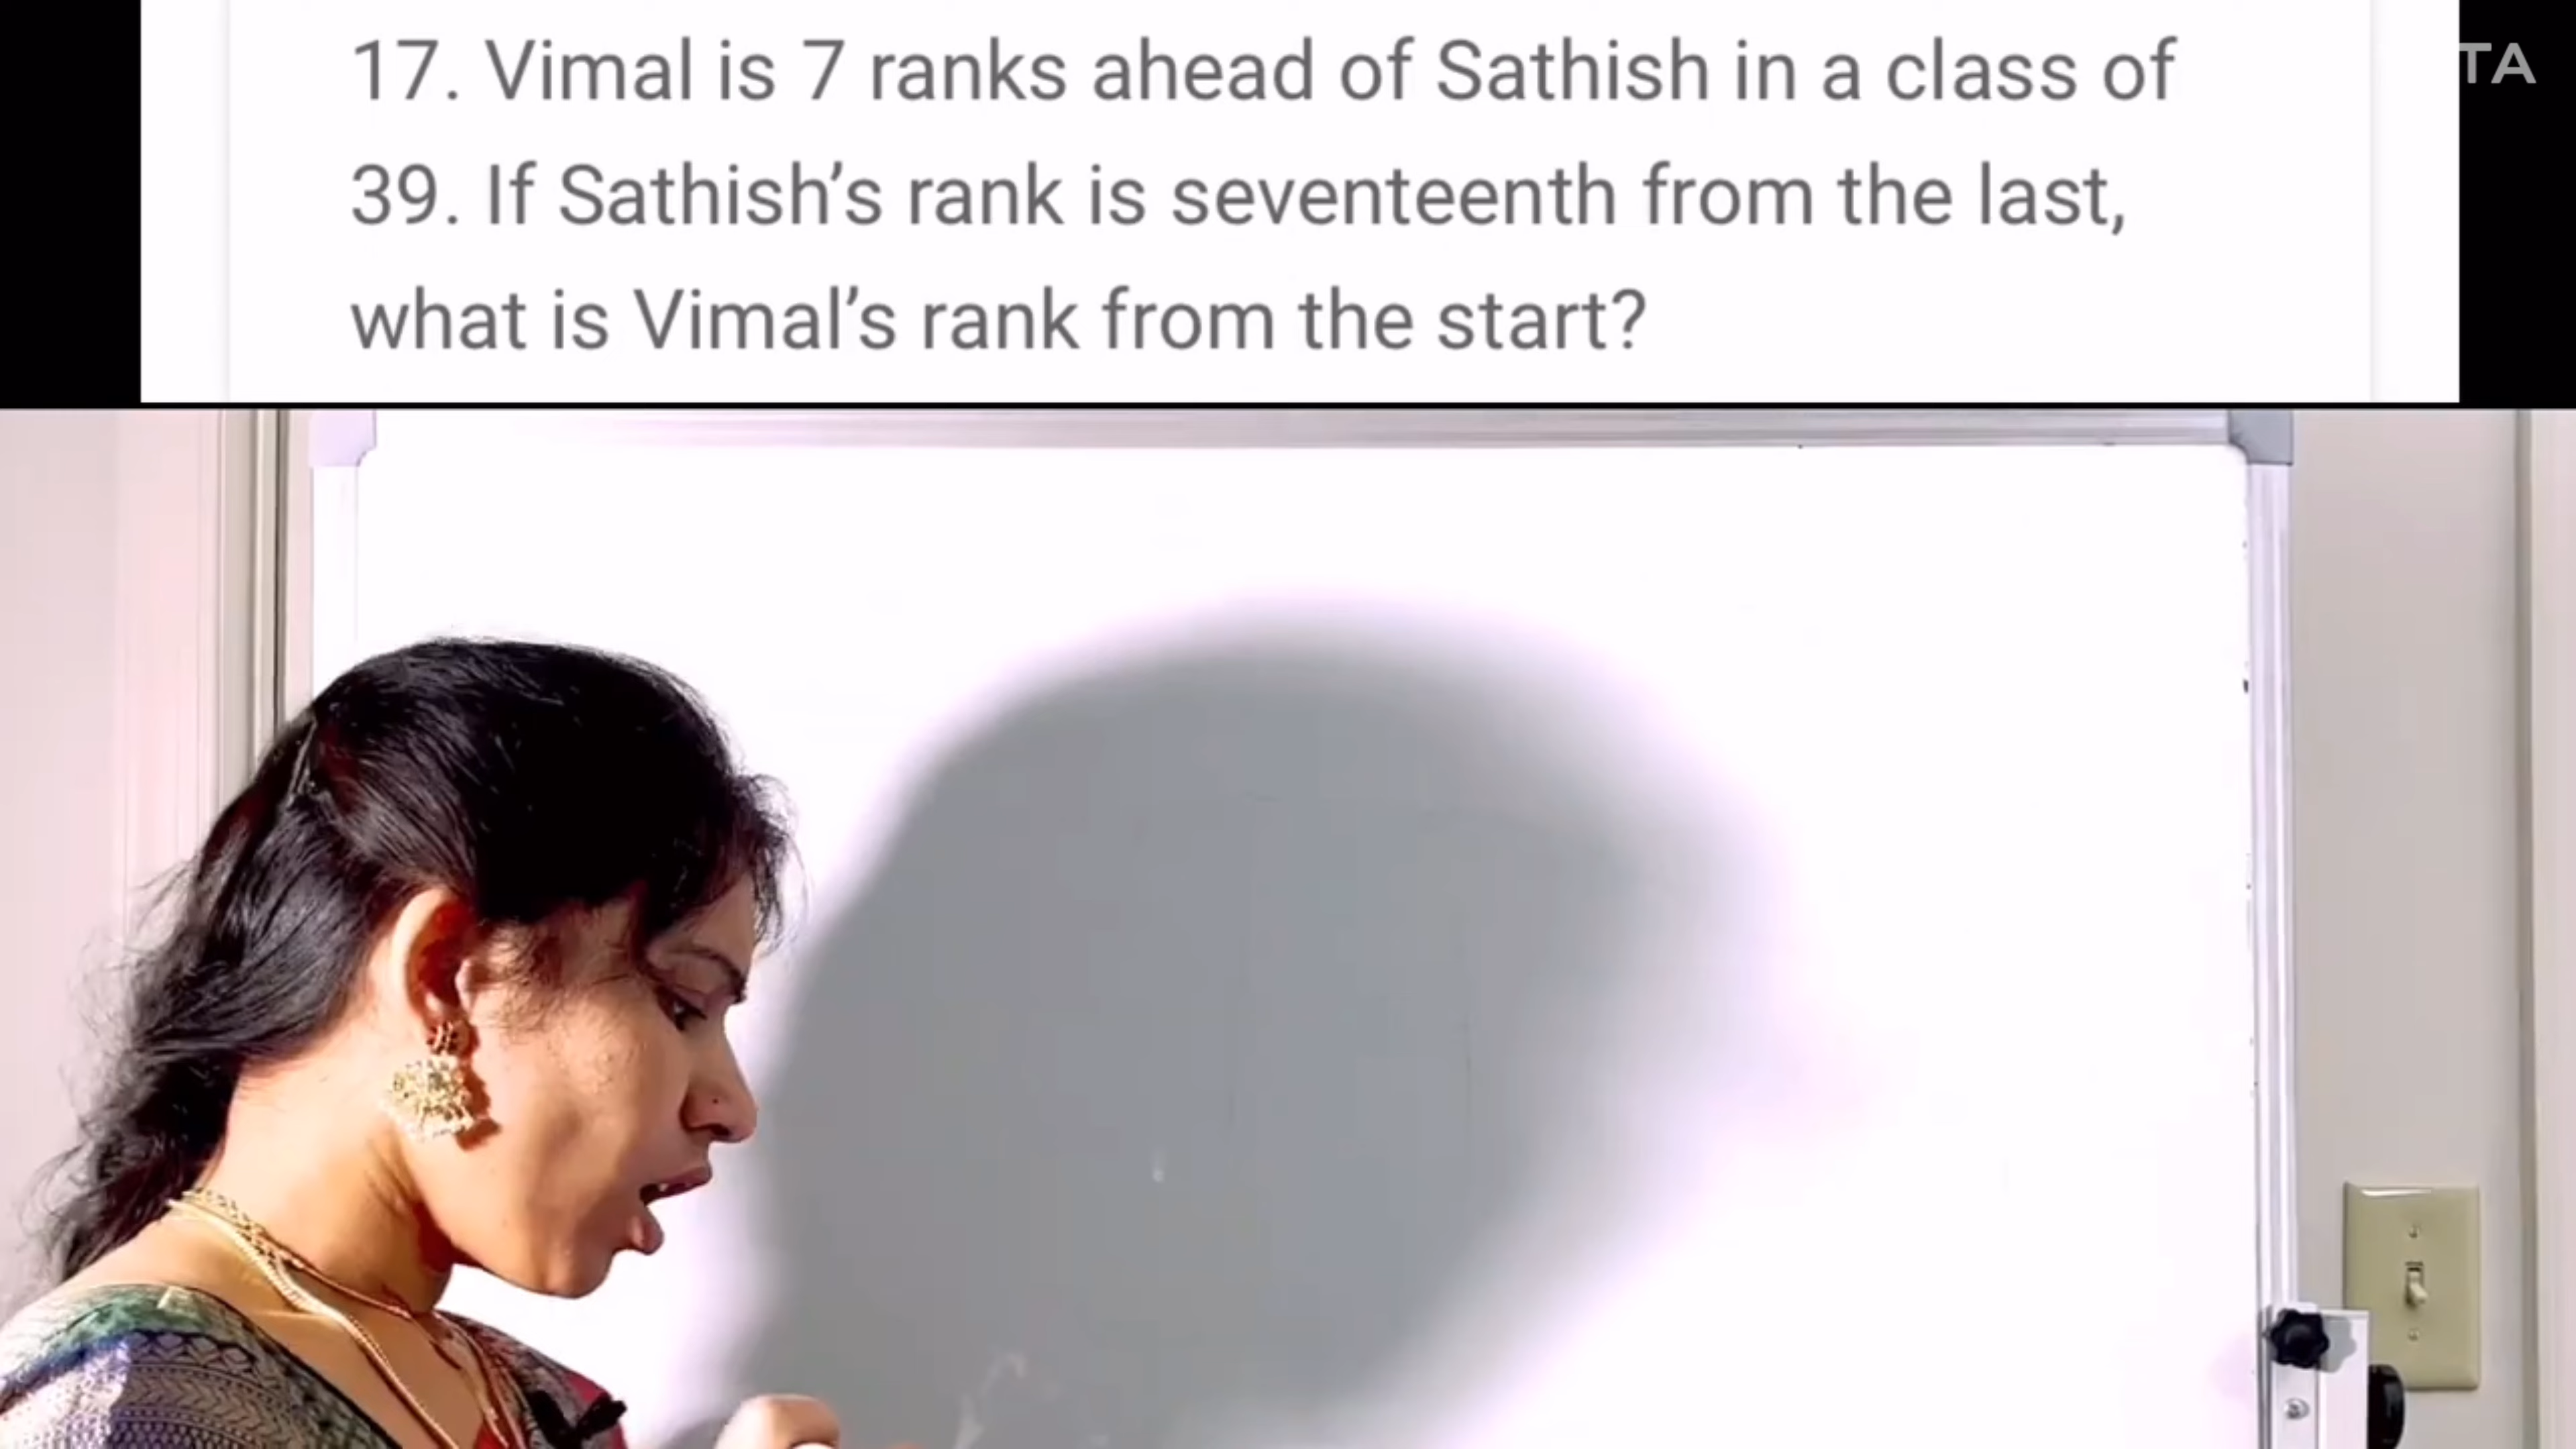 17. Vimal is 7 ranks ahead of Sathish in a class of
39. If Sathish’s rank is seventeenth from the last,
what is Vimal’s rank from the start?
TA